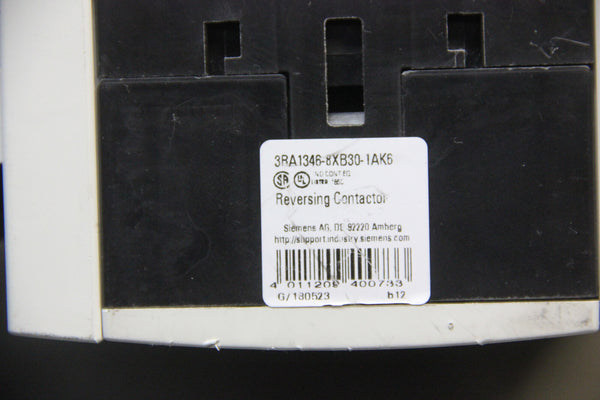 3RA1346-8XB30-1AK6
IND.CONT.EQ.
Reversing Contactor
Siemens AG, DE 92220 Amberg
http://support.industry.siemens.com
4 011209 400733
G/180523 b12